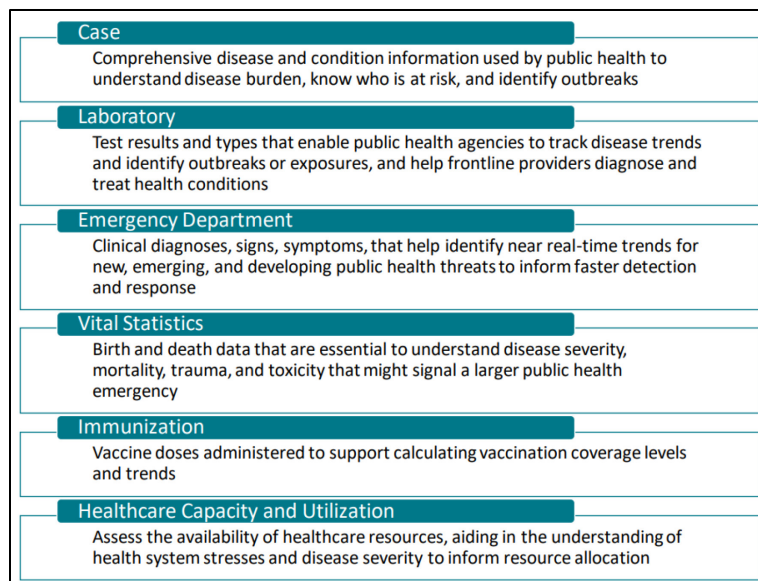 Case
Comprehensive disease and condition information used by public health to
understand disease burden, know who is at risk, and identify outbreaks
Laboratory
Test results and types that enable public health agencies to track disease trends
and identify outbreaks or exposures, and help frontline providers diagnose and
treat health conditions
Emergency Department
Clinical diagnoses, signs, symptoms, that help identify near real-time trends for
new, emerging, and developing public health threats to inform faster detection
and response
Vital Statistics
Birth and death data that are essential to understand disease severity,
mortality, trauma, and toxicity that might signal a larger public health
emergency
Immunization
Vaccine doses administered to support calculating vaccination coverage levels
and trends
Healthcare Capacity and Utilization
Assess the availability of healthcare resources, aiding in the understanding of
health system stresses and disease severity to inform resource allocation